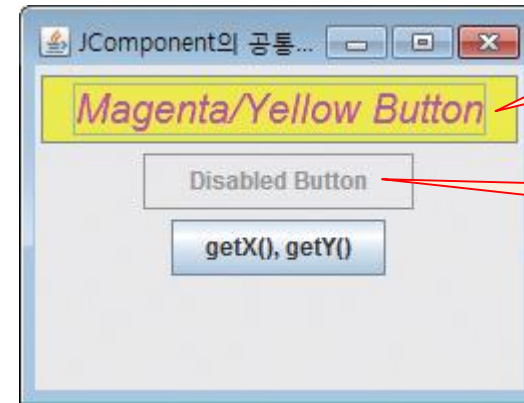 JComponent의 공통...
Magenta/Yellow Button
Disabled Button
getX(), getY()